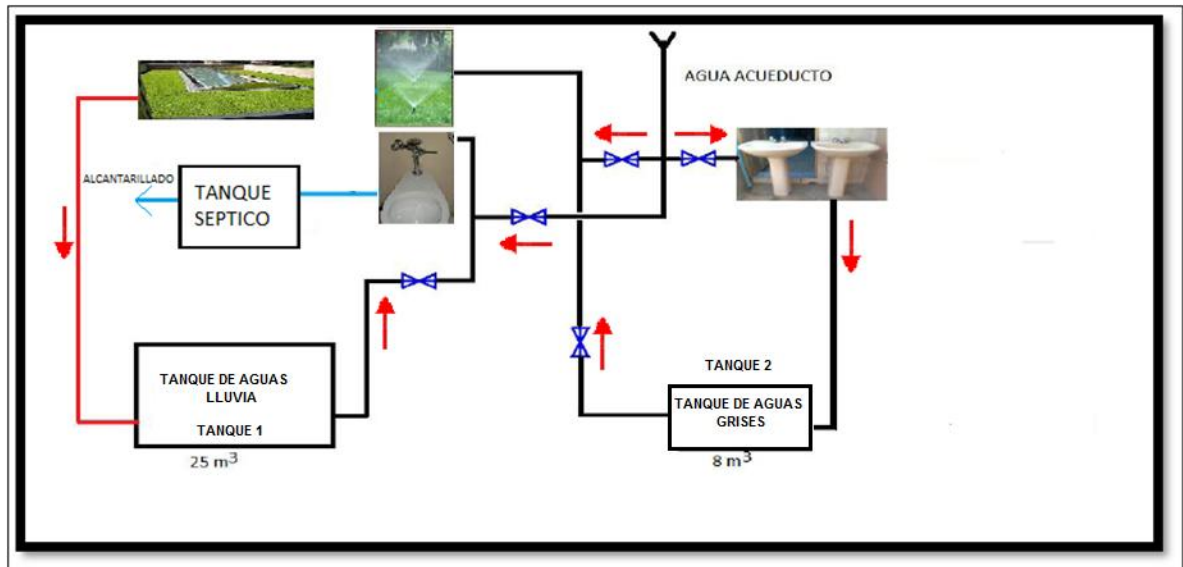 AGUA ACUEDUCTO
ALCANTARILLADO
TANQUE
SEPTICO
TANQUE DE AGUAS
LLUVIA
TANQUE 1
25 m³
TANQUE 2
TANQUE DE AGUAS
GRISES
8 m³